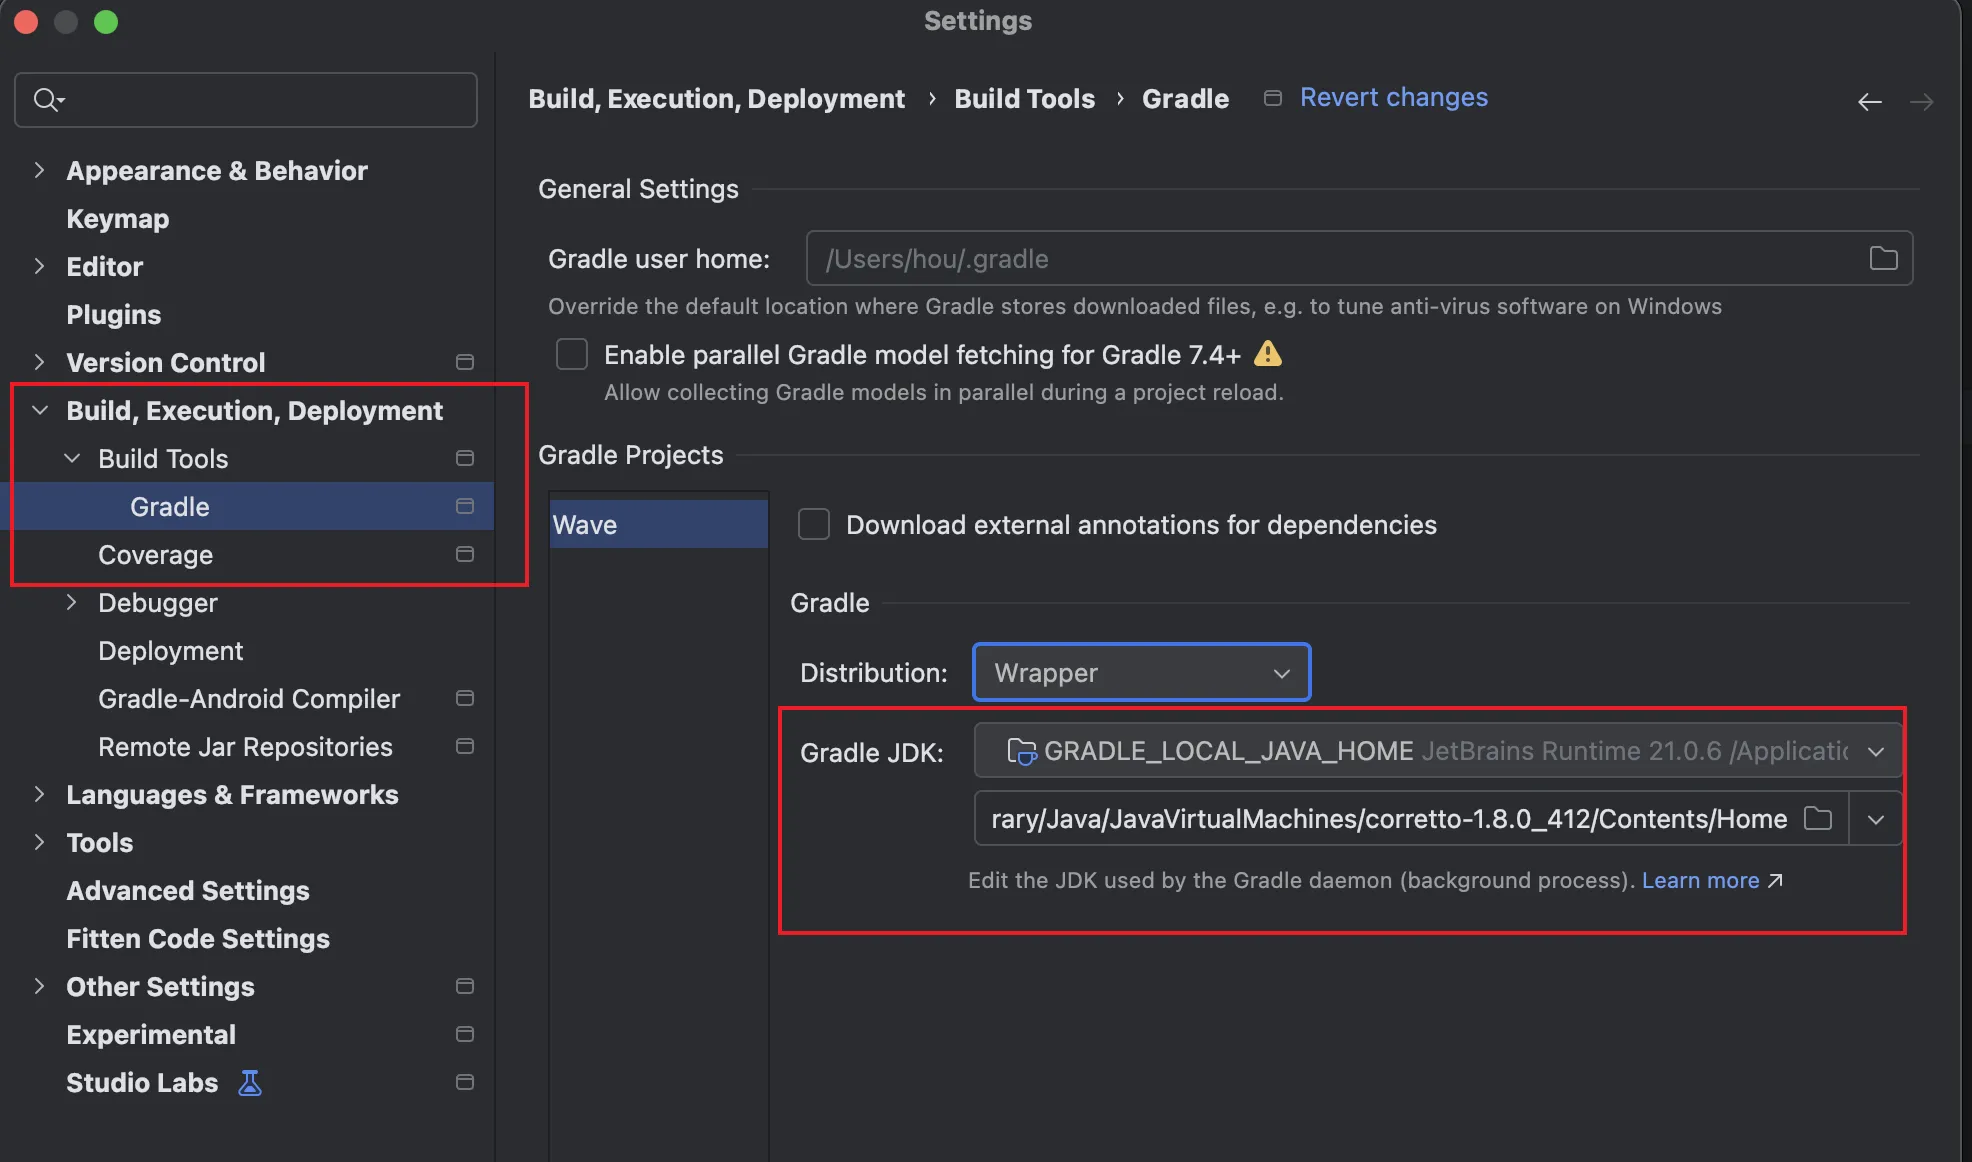 Settings
Build, Execution, Deployment › Build Tools › Gradle Revert changes
Appearance & Behavior
Keymap
Editor
Plugins
Version Control
Build, Execution, Deployment
Build Tools
Gradle
Coverage
Debugger
Deployment
Gradle-Android Compiler
Remote Jar Repositories
Languages & Frameworks
Tools
Advanced Settings
Fitten Code Settings
Other Settings
Experimental
Studio Labs
General Settings
Gradle user home: /Users/hou/.gradle
Override the default location where Gradle stores downloaded files, e.g. to tune anti-virus software on Windows
Enable parallel Gradle model fetching for Gradle 7.4+
Allow collecting Gradle models in parallel during a project reload.
Gradle Projects
Wave
Download external annotations for dependencies
Gradle
Distribution: Wrapper
Gradle JDK: GRADLE_LOCAL_JAVA_HOME JetBrains Runtime 21.0.6 /Applicatic
rary/Java/JavaVirtualMachines/corretto-1.8.0_412/Contents/Home
Edit the JDK used by the Gradle daemon (background process). Learn more ↗